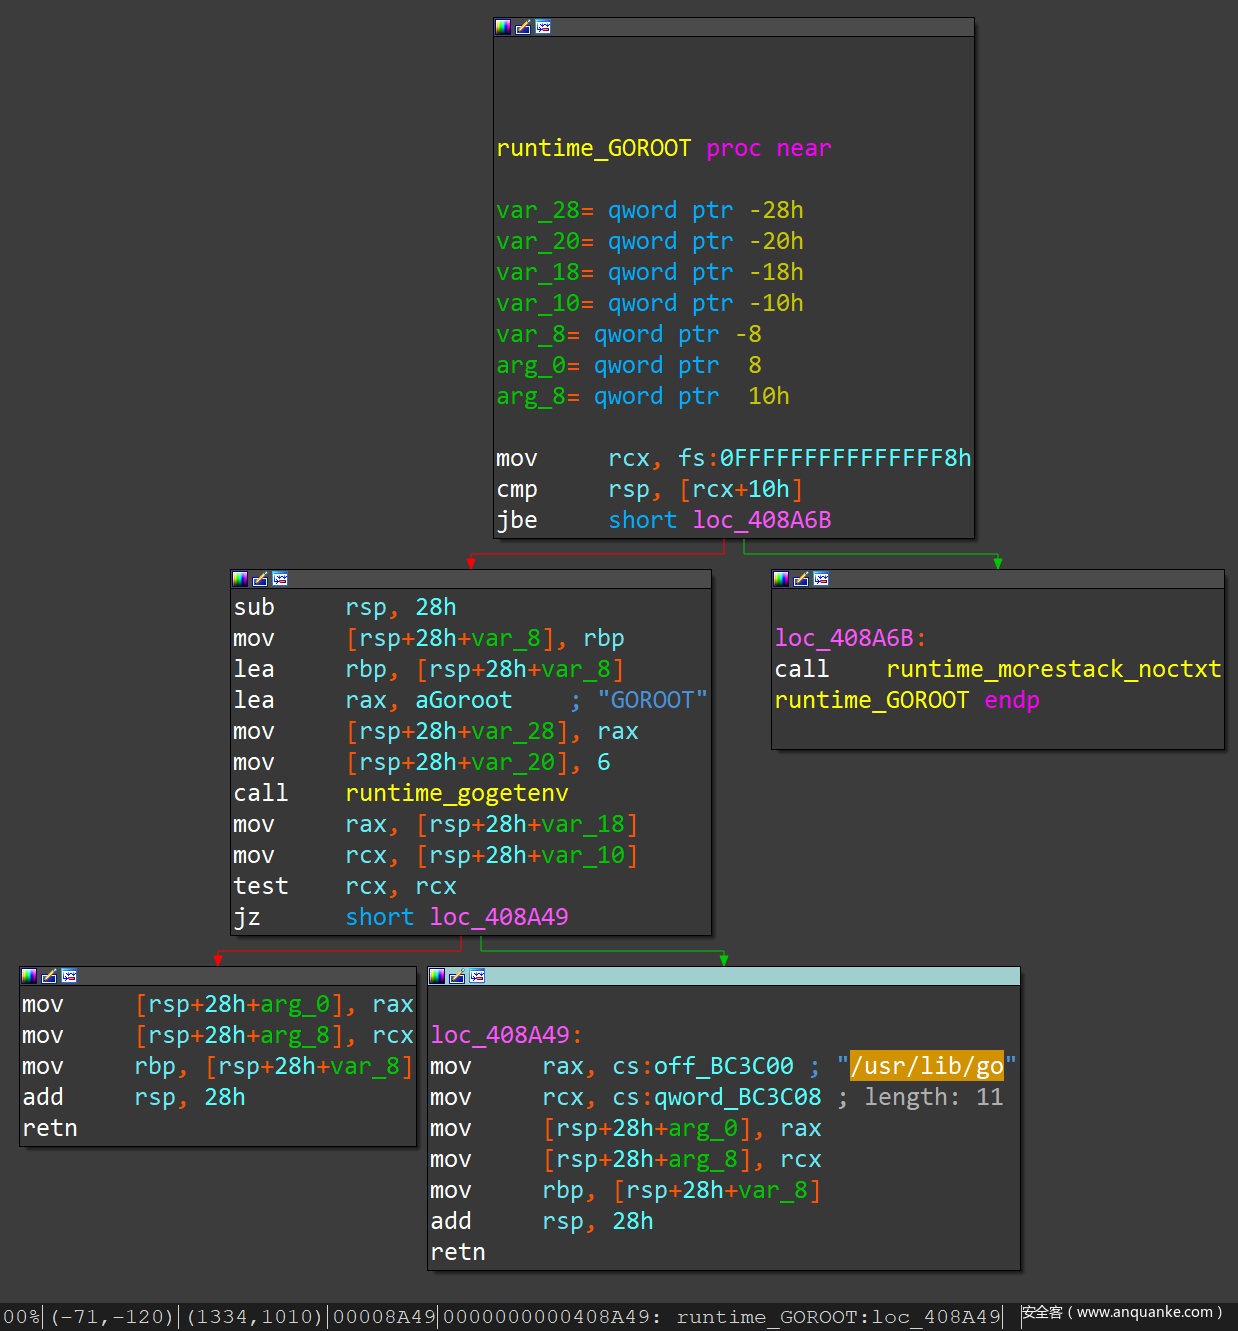 runtime_GOROOT proc near
var_28= qword ptr -28h
var_20= qword ptr -20h
var_18= qword ptr -18h
var_10= qword ptr -10h
var_8= qword ptr -8
arg_0= qword ptr  8
arg_8= qword ptr  10h
mov     rcx, fs:0FFFFFFFFFFFFFFF8h
cmp     rsp, [rcx+10h]
jbe     short loc_408A6B
sub     rsp, 28h
mov     [rsp+28h+var_8], rbp
lea     rbp, [rsp+28h+var_8]
lea     rax, aGoroot    ; "GOROOT"
mov     [rsp+28h+var_28], rax
mov     [rsp+28h+var_20], 6
call    runtime_gogetenv
mov     rax, [rsp+28h+var_18]
mov     rcx, [rsp+28h+var_10]
test    rcx, rcx
jz      short loc_408A49
loc_408A6B:
call    runtime_morestack_noctxt
runtime_GOROOT endp
mov     [rsp+28h+arg_0], rax
mov     [rsp+28h+arg_8], rcx
mov     rbp, [rsp+28h+var_8]
add     rsp, 28h
retn
loc_408A49:
mov     rax, cs:off_BC3C00 ; "/usr/lib/go"
mov     rcx, cs:qword_BC3C08 ; length: 11
mov     [rsp+28h+arg_0], rax
mov     [rsp+28h+arg_8], rcx
mov     rbp, [rsp+28h+var_8]
add     rsp, 28h
retn
00% (-71,-120) (1334,1010) 00008A49 0000000000408A49: runtime_GOROOT:loc_408A49
安全客（www.anquanke.com）